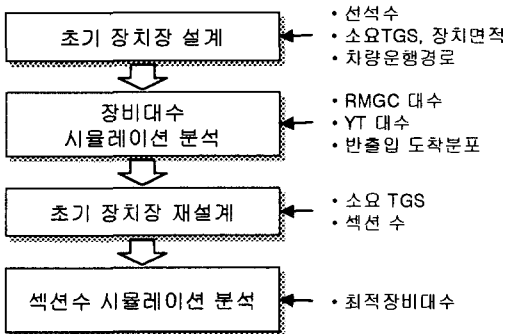 초기 장치장 설계
• 선석수
• 소요TGS, 장치면적
• 차량운행경로
장비대수
시뮬레이션 분석
• RMGC 대수
• YT 대수
• 반출입 도착분포
초기 장치장 재설계
• 소요 TGS
• 섹션 수
섹션수 시뮬레이션 분석
• 최적장비대수